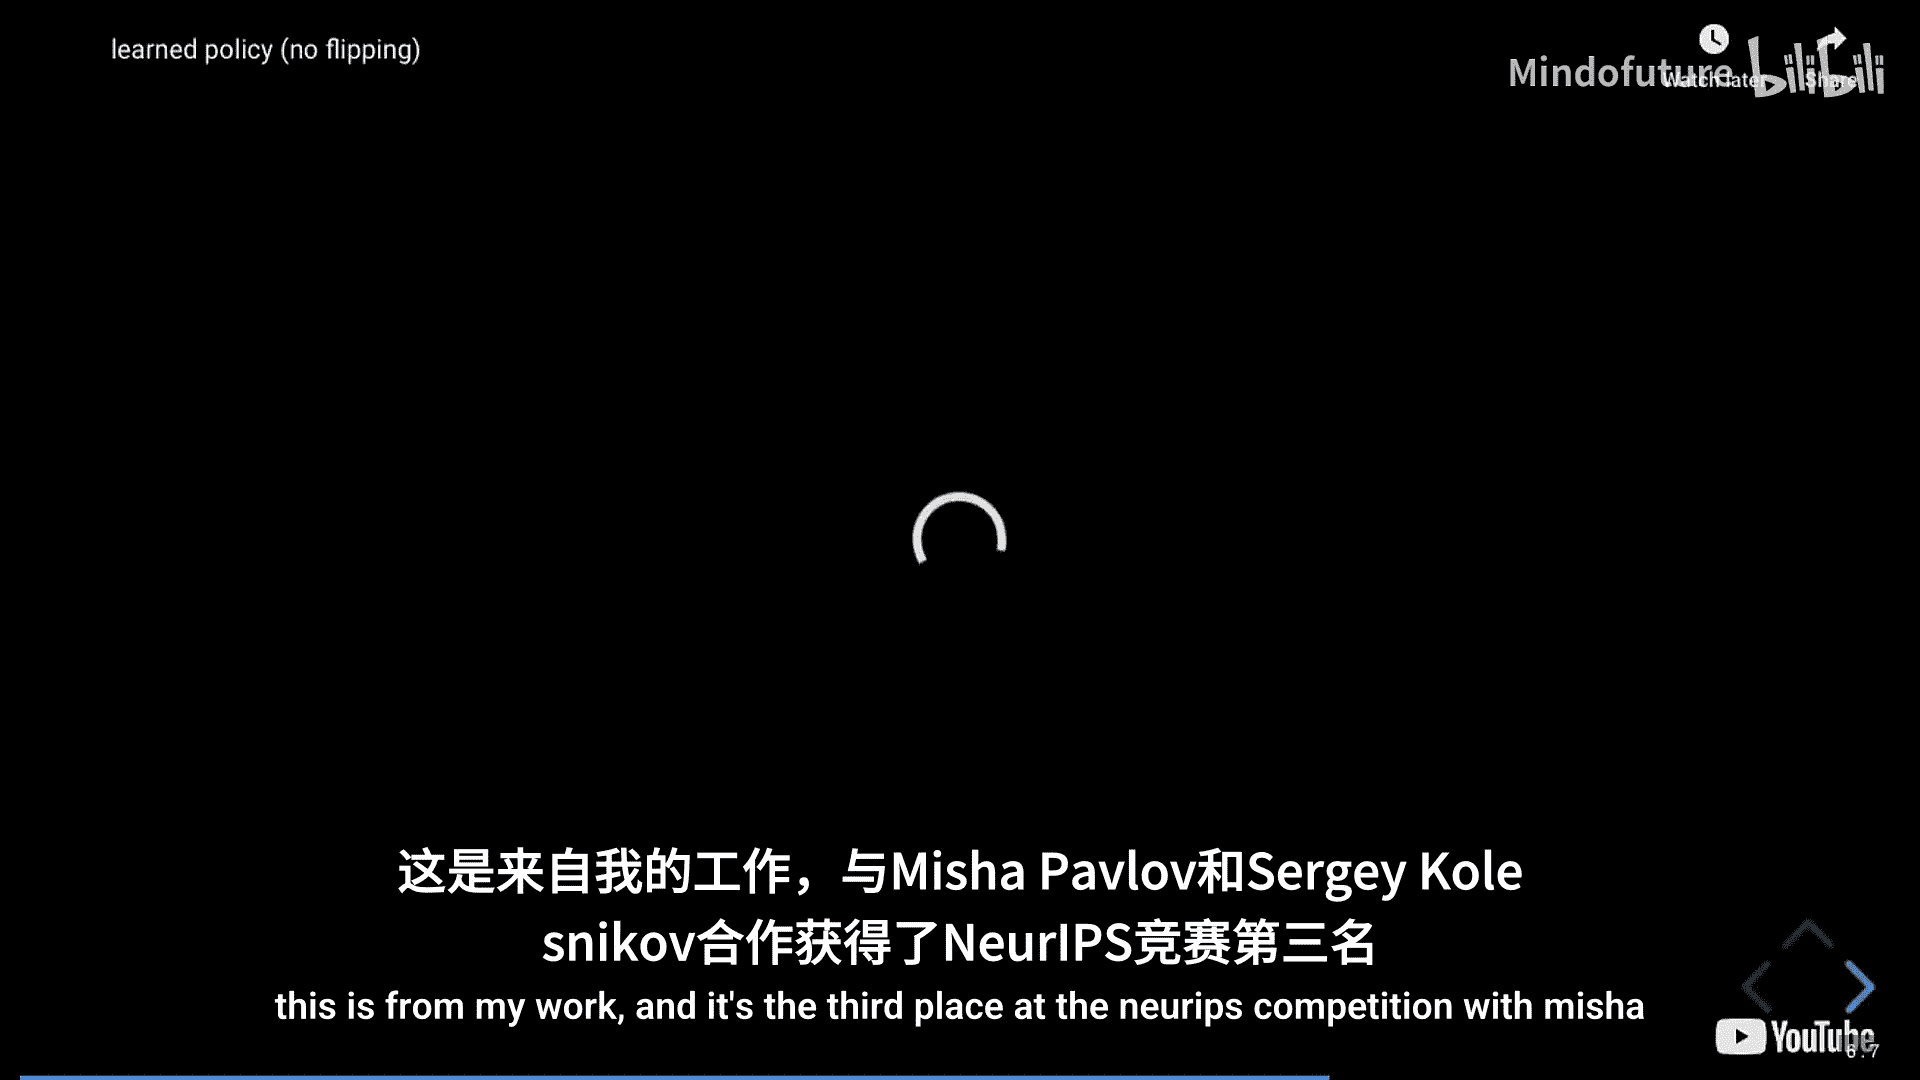 learned policy (no flipping)
Mindofuture bilibili
Watch later
Share
这是来自我的工作，与Misha Pavlov和Sergey Kole
snikov合作获得了NeurIPS竞赛第三名
this is from my work, and it's the third place at the neurips competition with misha
YouTube
6.7